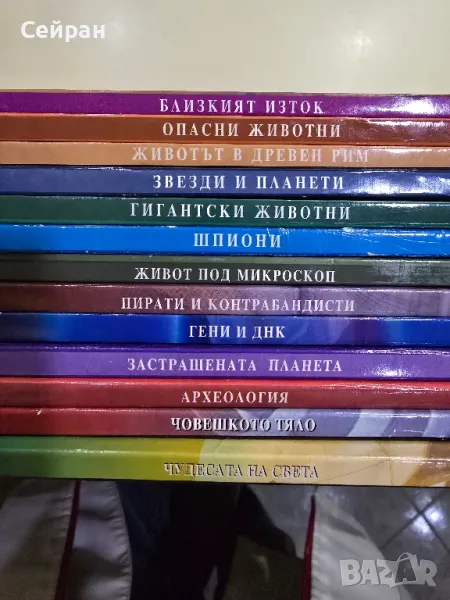 Сейран
БЛИЗКИЯТ ИЗТОК
ОПАСНИ ЖИВОТНИ
ЖИВОТЪТ В ДРЕВЕН РИМ
ЗВЕЗДИ И ПЛАНЕТИ
ГИГАНТСКИ ЖИВОТНИ
ШПИОНИ
ЖИВОТ ПОД МИКРОСКОП
ПИРАТИ И КОНТРАБАНДИСТИ
ГЕНИ И ДНК
ЗАСТРАШЕНАТА ПЛАНЕТА
АРХЕОЛОГИЯ
ЧОВЕШКОТО ТЯЛО
ЧУДЕСАТА НА СВЕТА
BAZAR